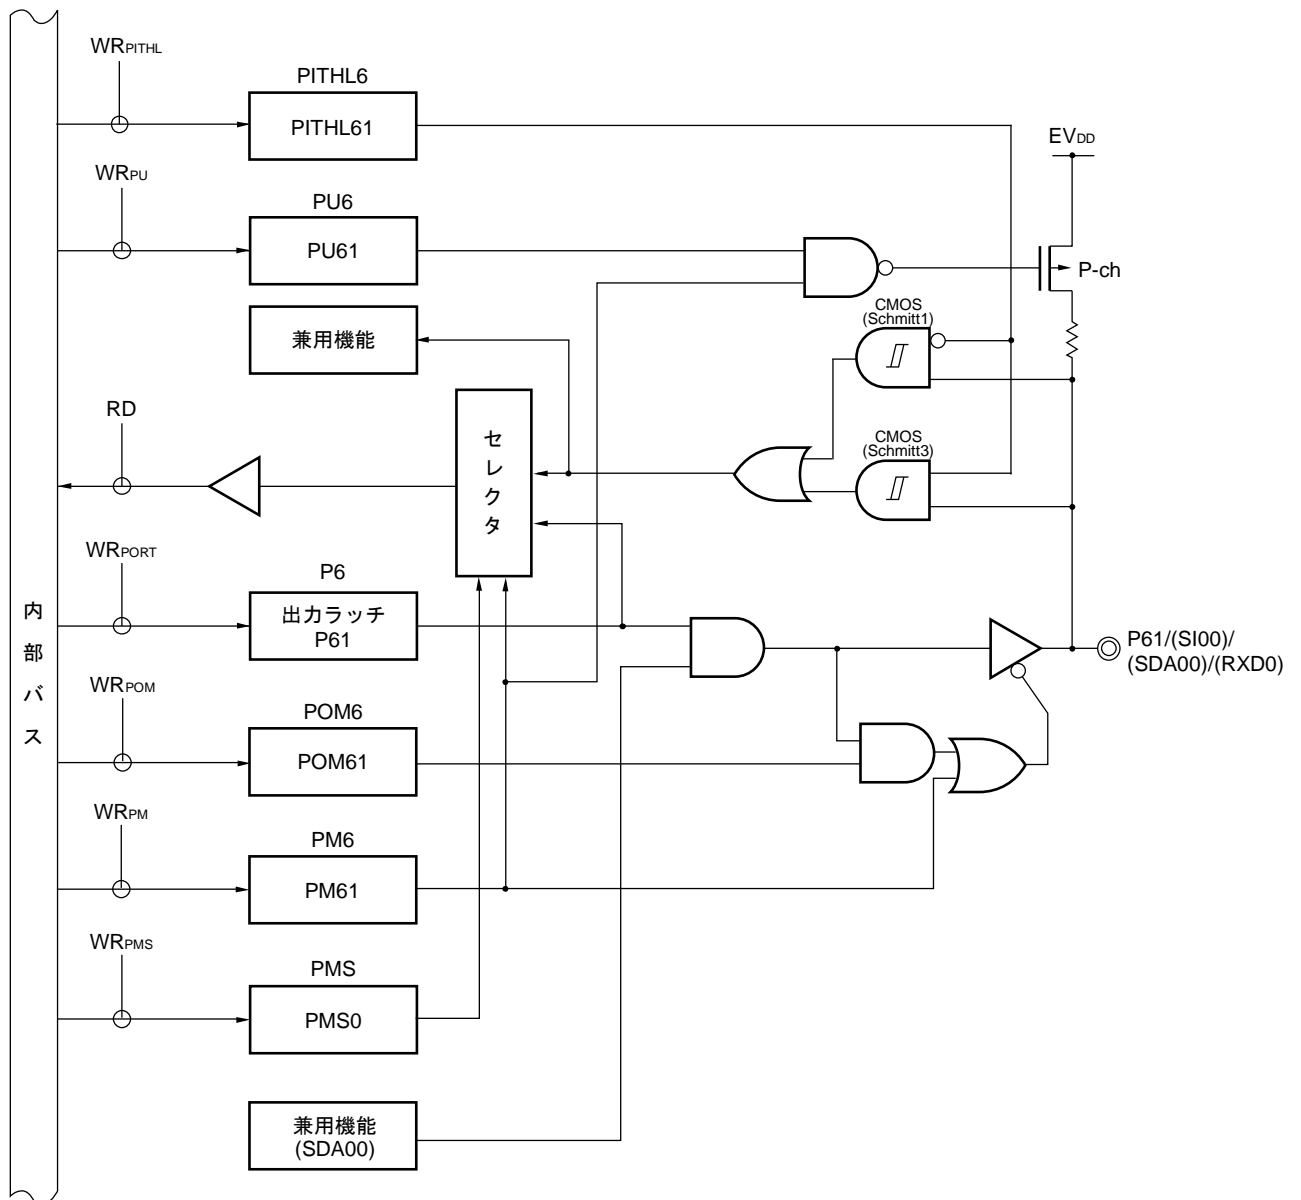 WRPITHL
PITHL6
PITHL61
EVDD
WRPU
PU6
PU61
P-ch
CMOS
(Schmitt1)
兼用機能
RD
セレクタ
CMOS
(Schmitt3)
WRPORT
P6
出力ラッチ
P61
内部バス
P61/(SI00)/
(SDA00)/(RXD0)
WRPOM
POM6
POM61
WRPM
PM6
PM61
WRPMS
PMS
PMS0
兼用機能
(SDA00)